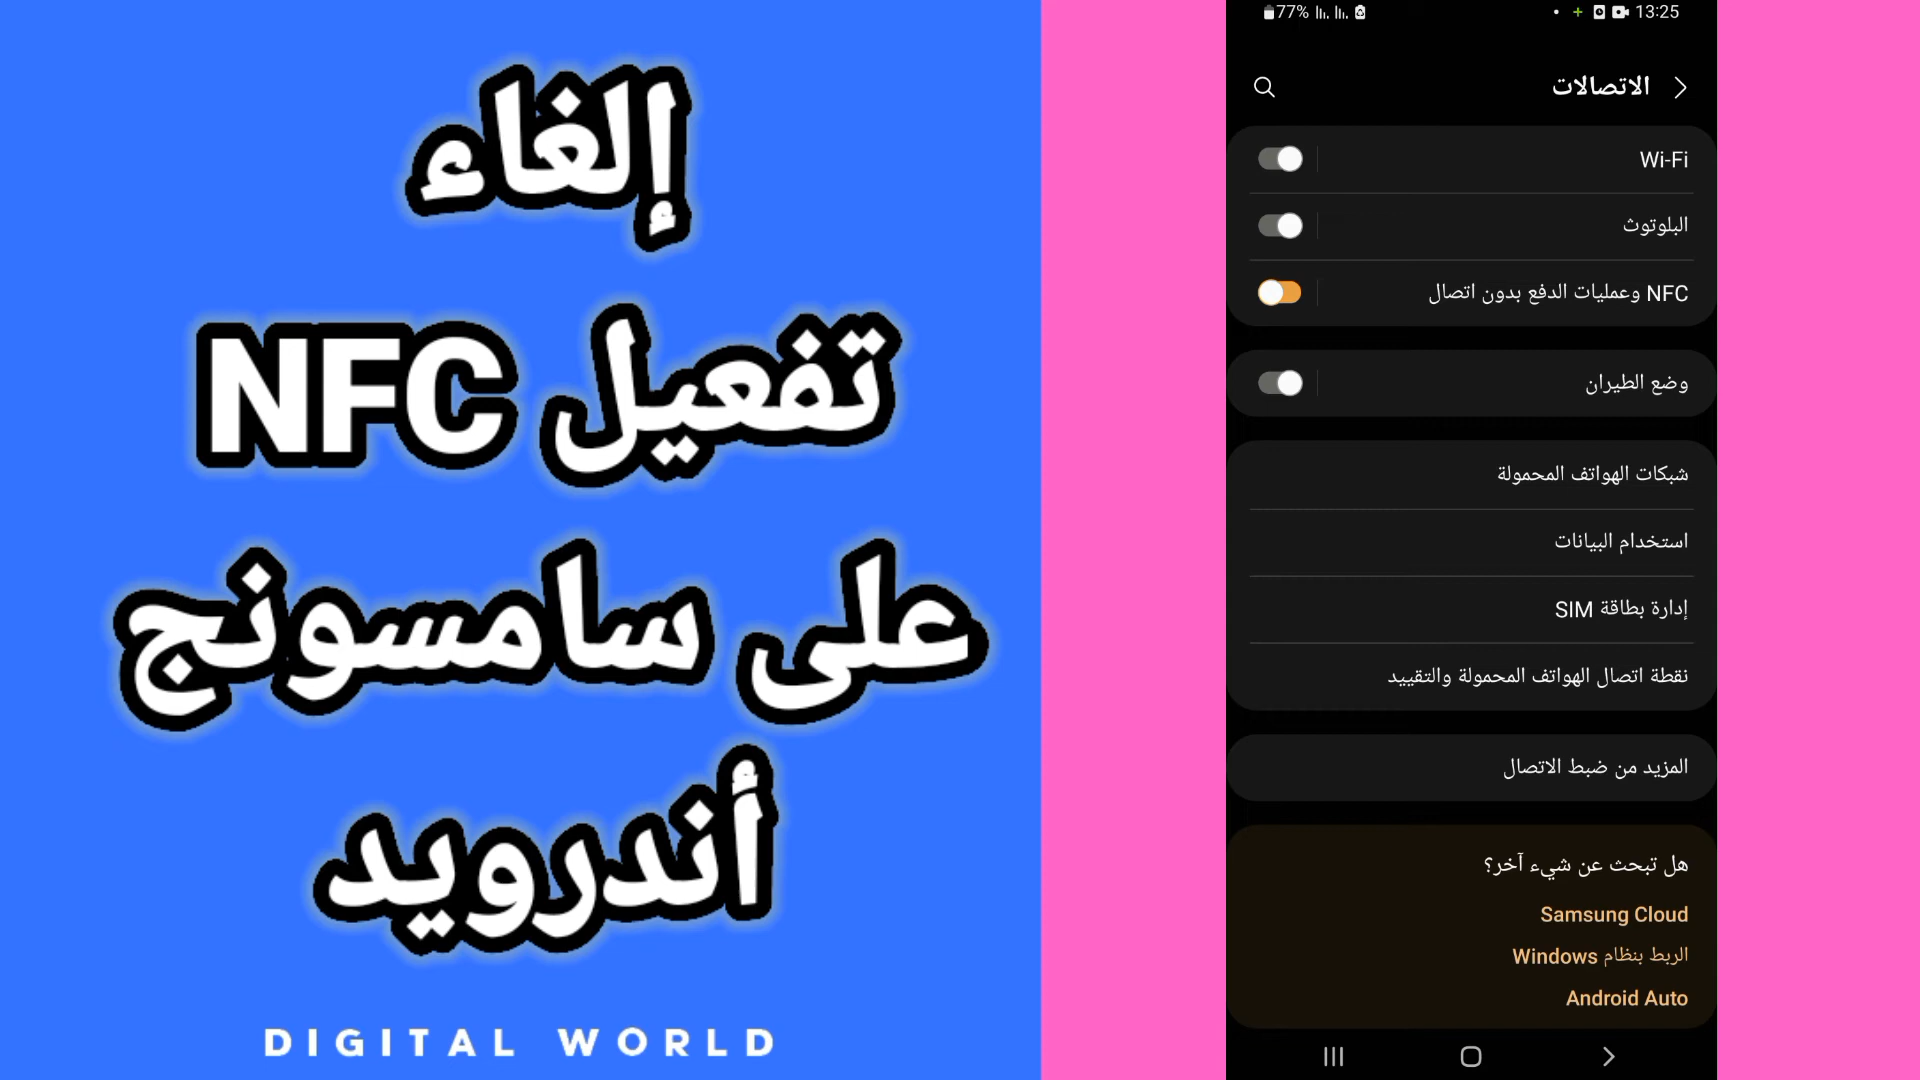 إلغاء
تفعيل NFC
على سامسونج
أندرويد
DIGITAL WORLD
77%
13:25
الاتصالات
Wi-Fi
البلوتوث
NFC وعمليات الدفع بدون اتصال
وضع الطيران
شبكات الهواتف المحمولة
استخدام البيانات
إدارة بطاقة SIM
نقطة اتصال الهواتف المحمولة والتقييد
المزيد من ضبط الاتصال
هل تبحث عن شيء آخر؟
Samsung Cloud
الربط بنظام Windows
Android Auto